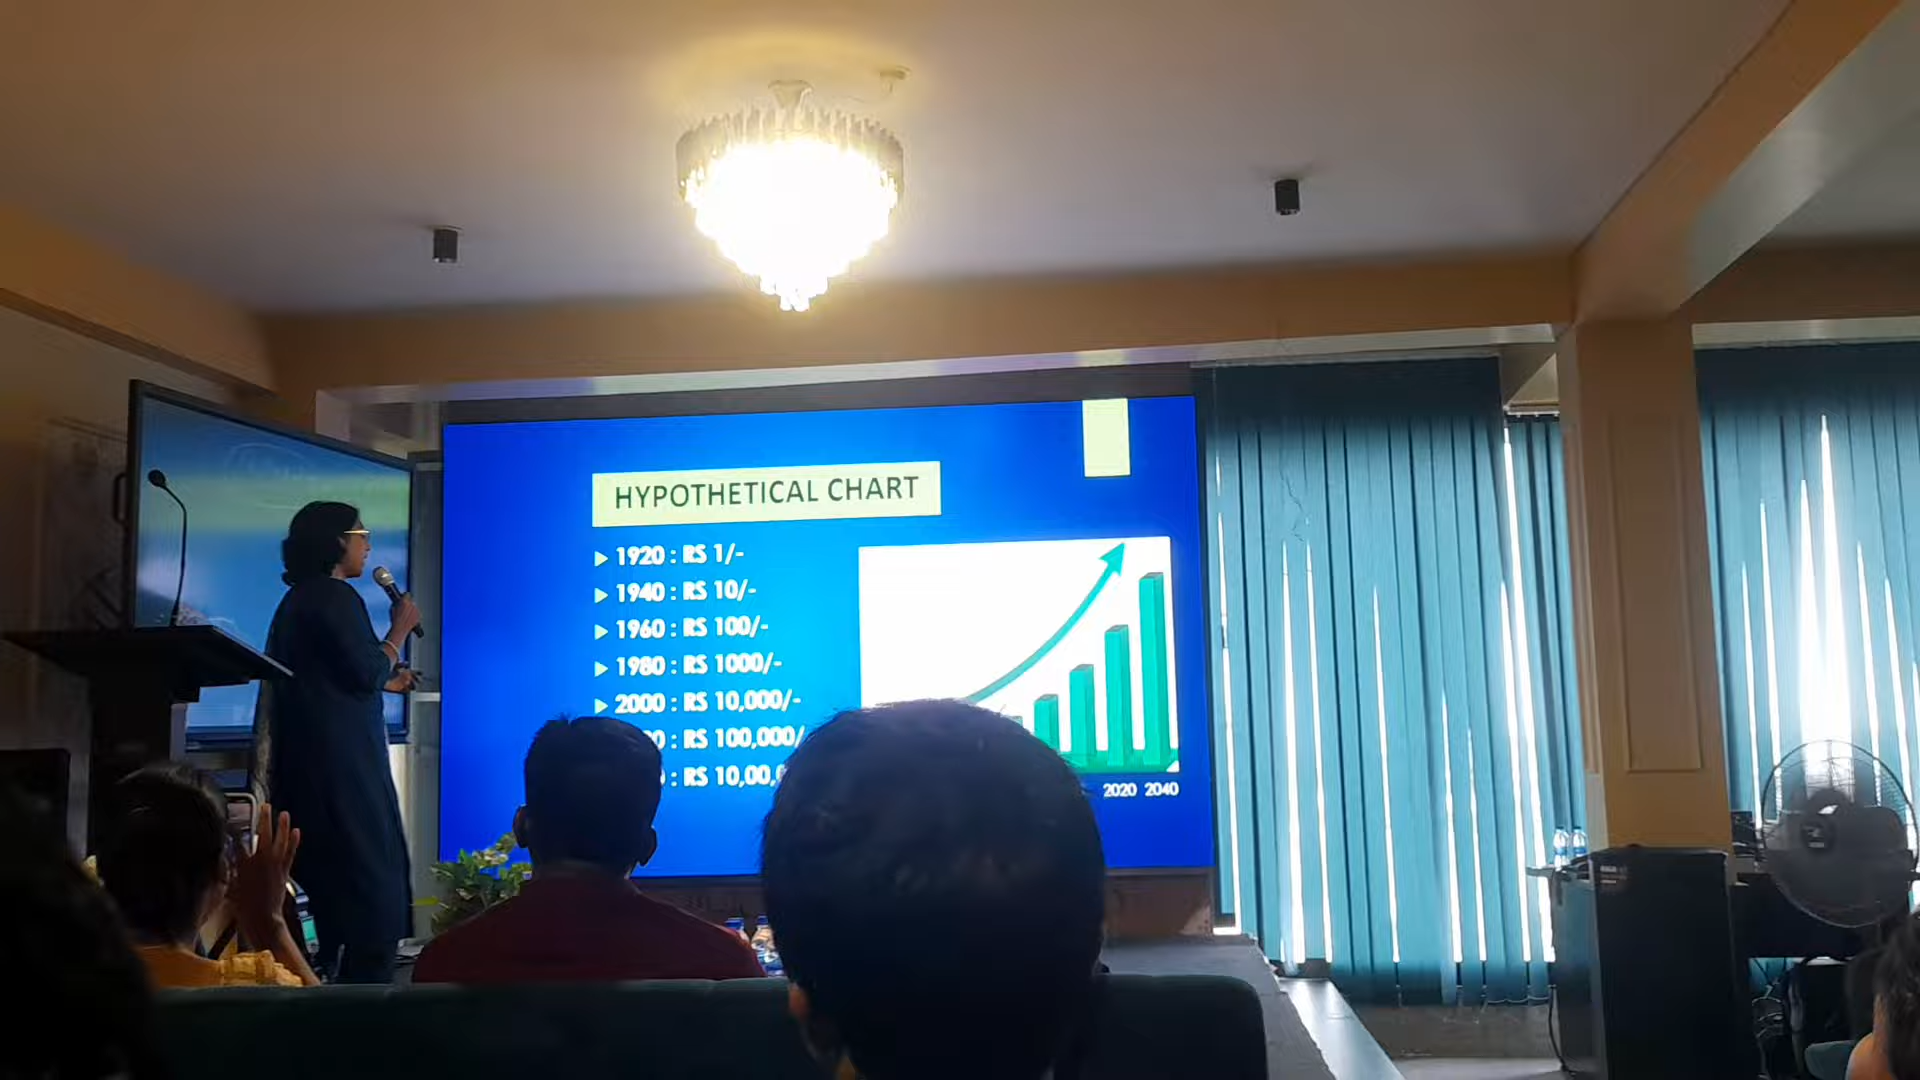 HYPOTHETICAL CHART
1920 : RS 1/-
1940 : RS 10/-
1960 : RS 100/-
1980 : RS 1000/-
2000 : RS 10,000/-
0 : RS 100,000/
: RS 10,00,
2020 2040